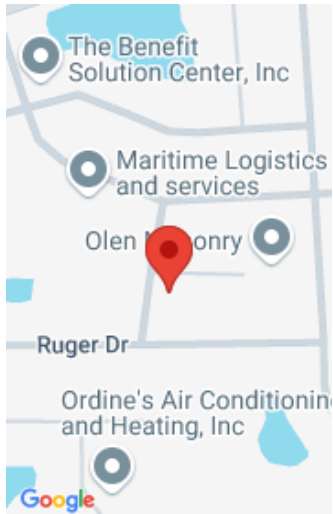 The Benefit
Solution Center, Inc
Maritime Logistics
and services
Olen
Ruger Dr
Ordine's Air Conditionin
and Heating, Inc
Google